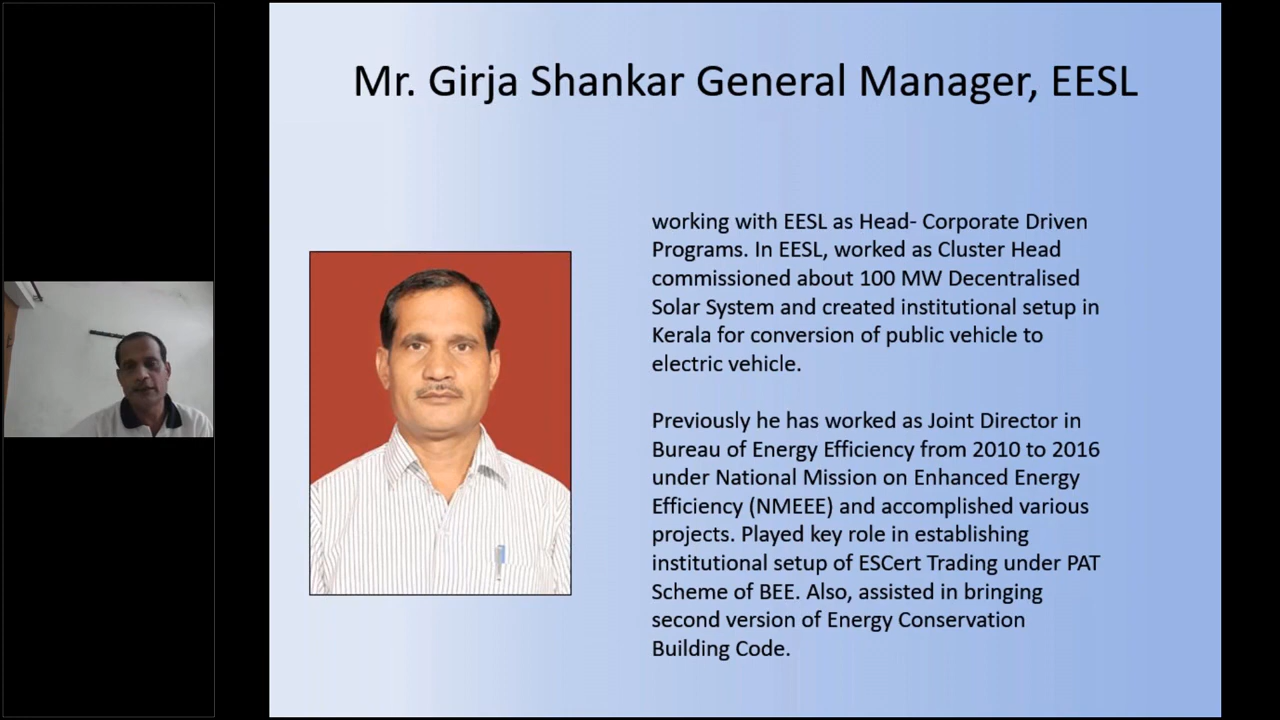 Mr. Girja Shankar General Manager, EESL
working with EESL as Head- Corporate Driven
Programs. In EESL, worked as Cluster Head
commissioned about 100 MW Decentralised
Solar System and created institutional setup in
Kerala for conversion of public vehicle to
electric vehicle.
Previously he has worked as Joint Director in
Bureau of Energy Efficiency from 2010 to 2016
under National Mission on Enhanced Energy
Efficiency (NMEEE) and accomplished various
projects. Played key role in establishing
institutional setup of ESCert Trading under PAT
Scheme of BEE. Also, assisted in bringing
second version of Energy Conservation
Building Code.